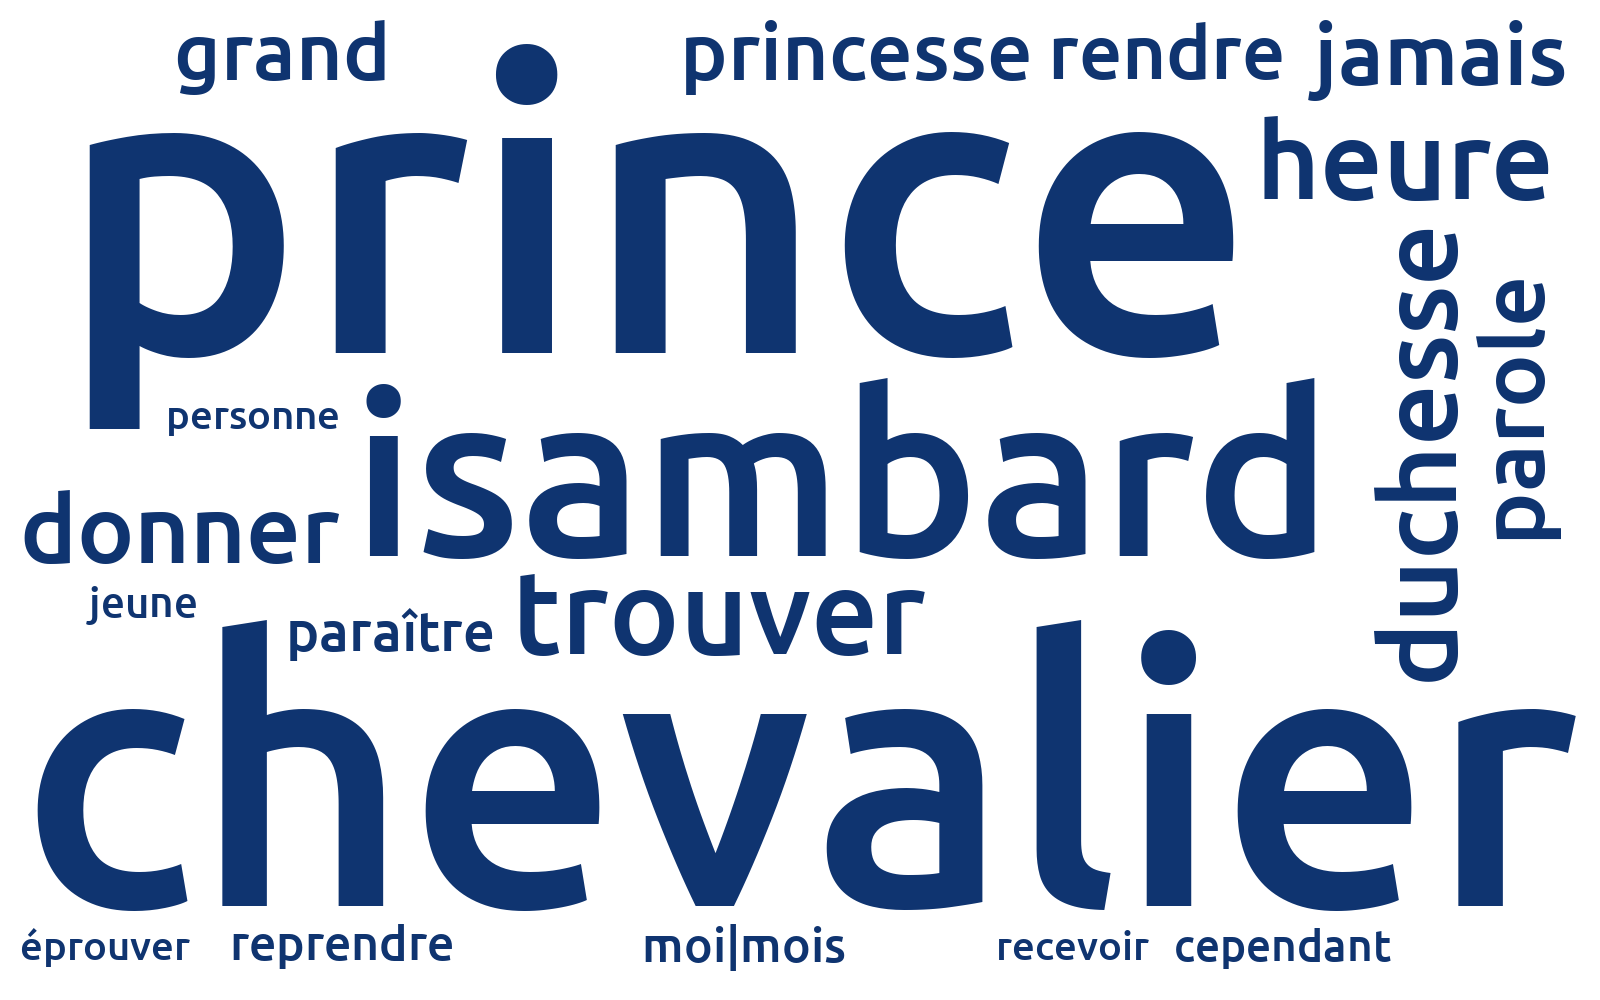 grand princesse rendre jamais
prince heure
duchesse parole
personne isambard
donner
jeune paraître trouver
chevalier
éprouver reprendre moi|mois recevoir cependant